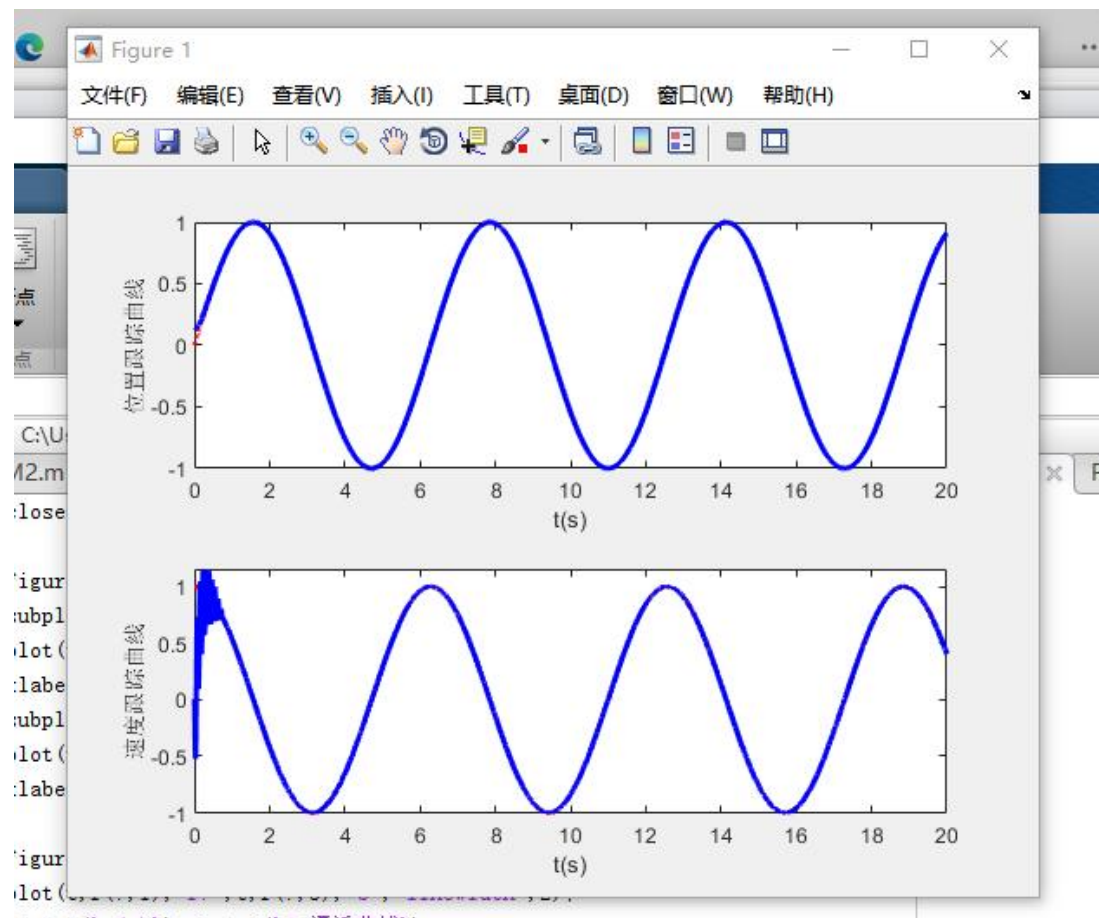 Figure 1
文件(F) 编辑(E) 查看(V) 插入(I) 工具(T) 桌面(D) 窗口(W) 帮助(H)
点
点
C:\U
M2.m
close
figur
subpl
plot(
xlabe
subpl
plot(
xlabe
figur
位置跟踪曲线
1
0.5
0
-0.5
-1
0 2 4 6 8 10 12 14 16 18 20
t(s)
速度跟踪曲线
1
0.5
0
-0.5
-1
0 2 4 6 8 10 12 14 16 18 20
t(s)